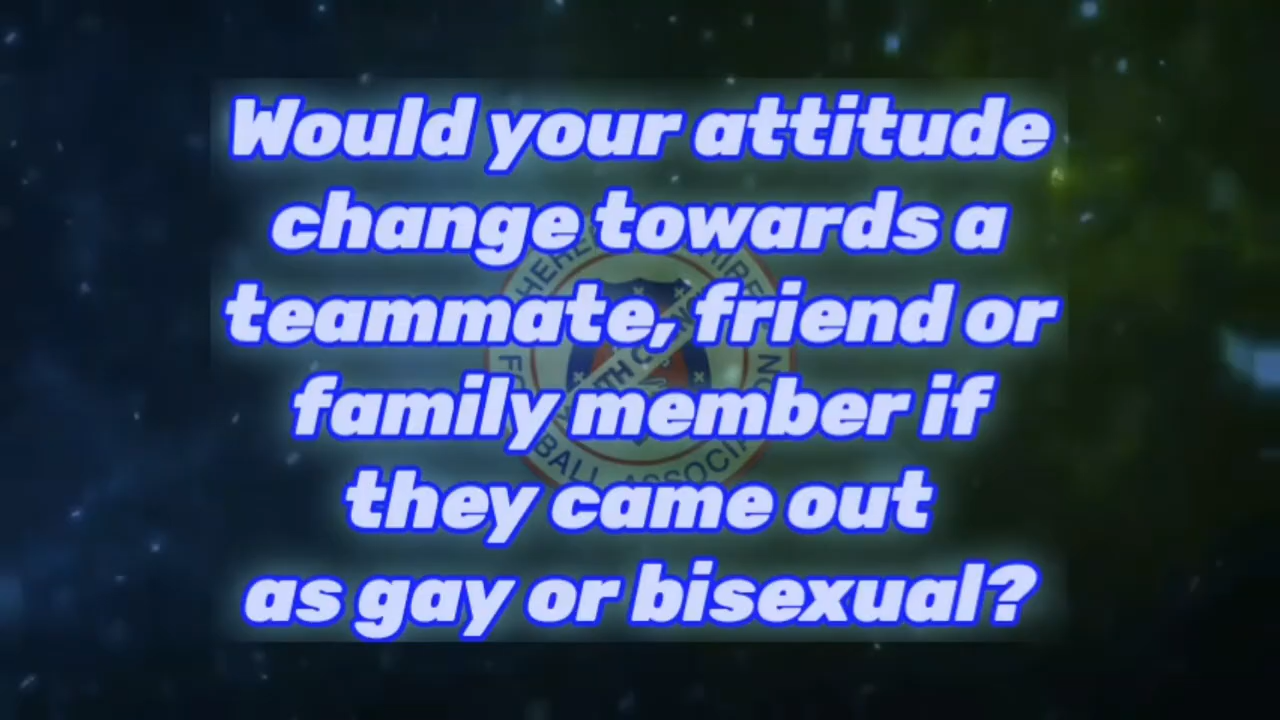 Would your attitude
change towards a
teammate, friend or
family member if
they came out
as gay or bisexual?